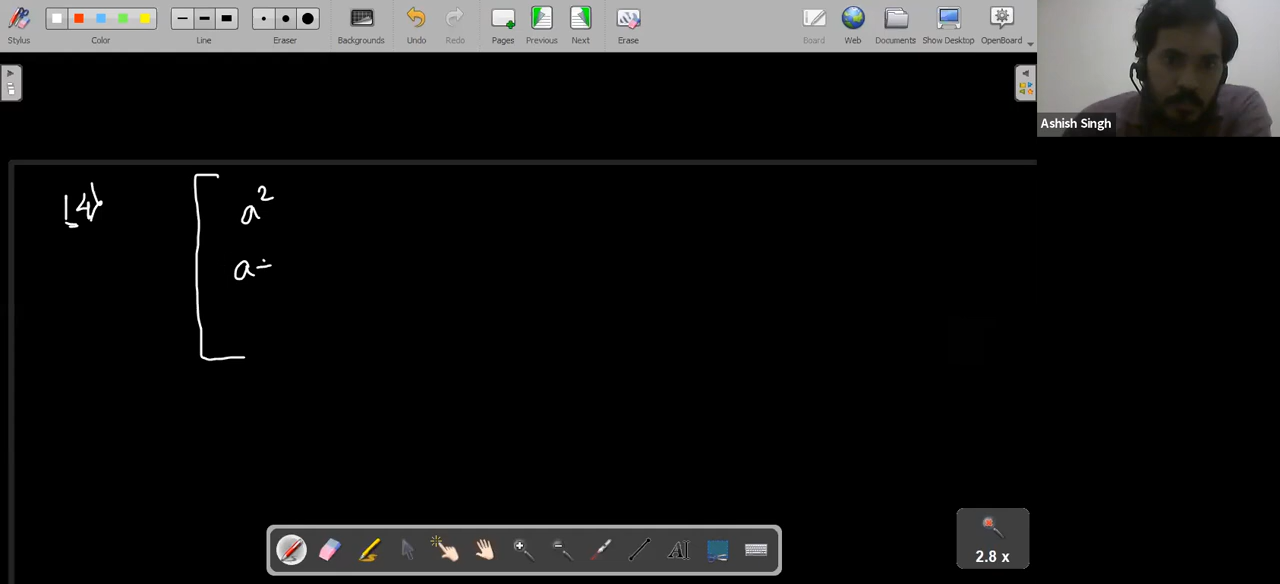 Stylus Color Line Eraser Backgrounds Undo Redo Pages Previous Next Erase Board Web Documents Show Desktop OpenBoard
Ashish Singh
14) a²
a ÷
AI
2.8 x